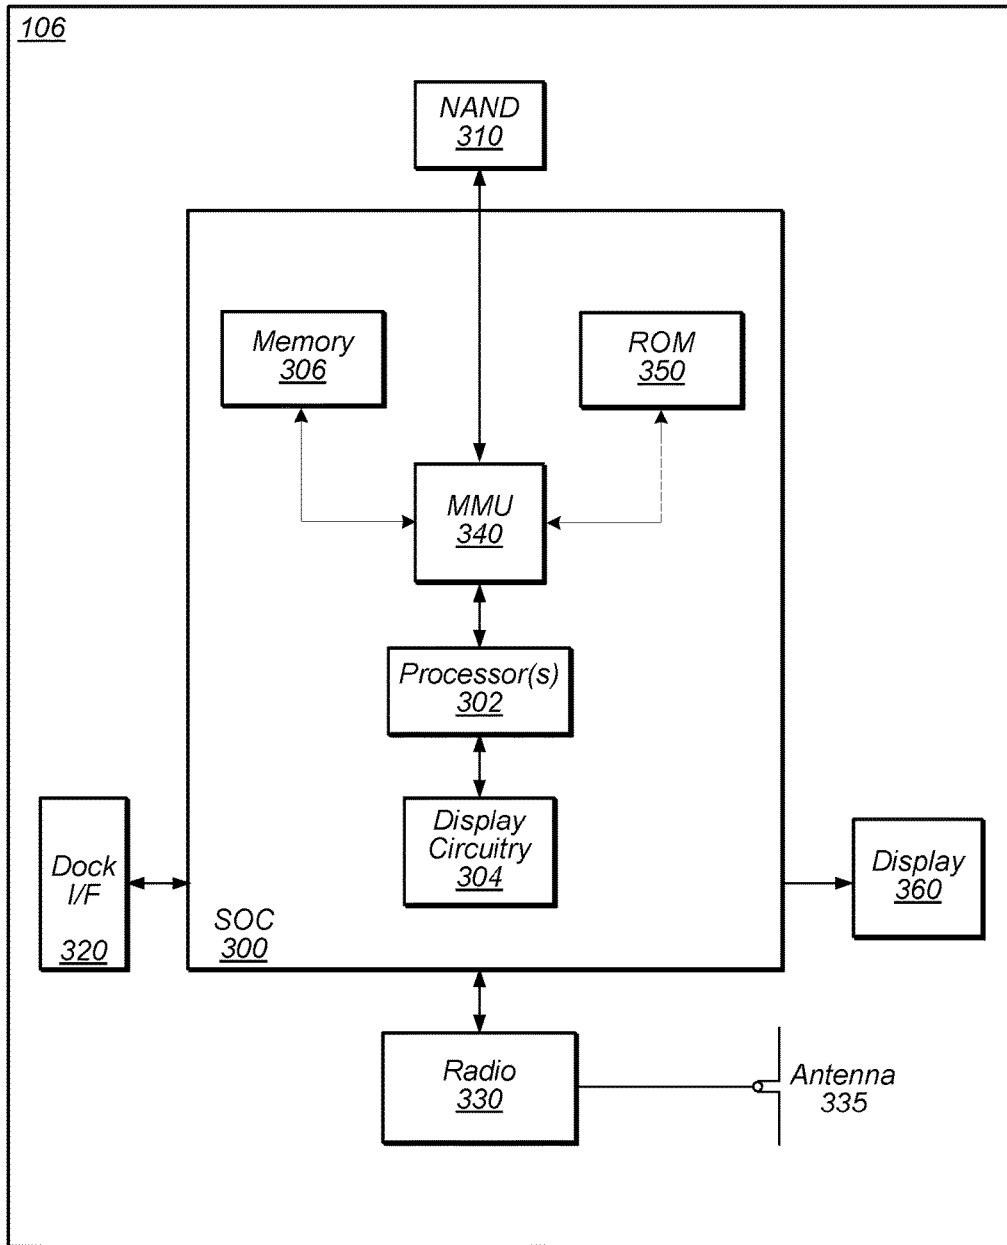 106
NAND
310
Memory
306
ROM
350
MMU
340
Processor(s)
302
Display
Circuitry
304
Dock
I/F
320
SOC
300
Display
360
Radio
330
Antenna
335